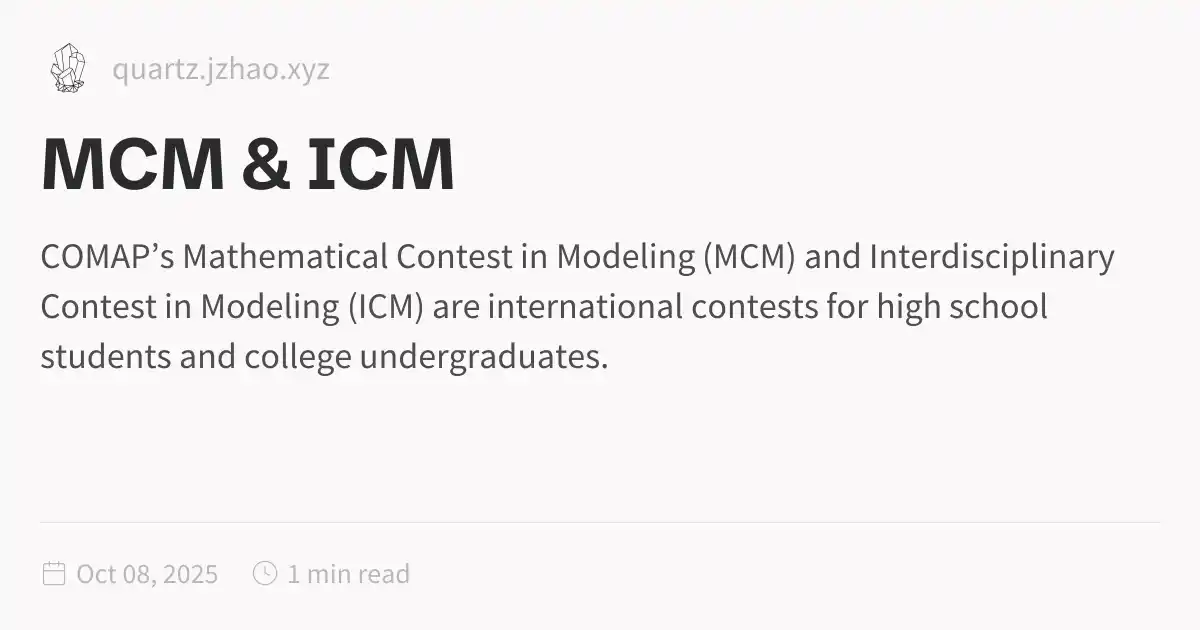 quartz.jzhao.xyz
MCM & ICM
COMAP’s Mathematical Contest in Modeling (MCM) and Interdisciplinary
Contest in Modeling (ICM) are international contests for high school
students and college undergraduates.
Oct 08, 2025 1 min read